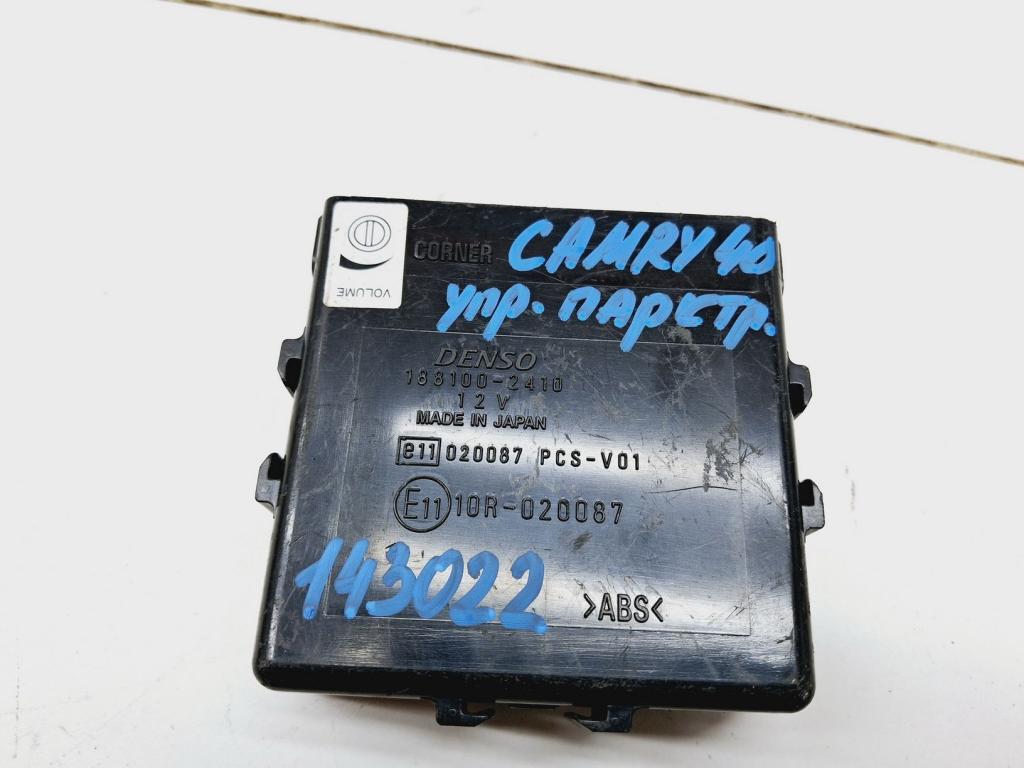 VOLUME
CORNER CAMRY 40
упр. парктр.
DENSO
188100-2410
12V
MADE IN JAPAN
e11 020087 PCS-V01
E11 10R-020087
143022
>ABS<